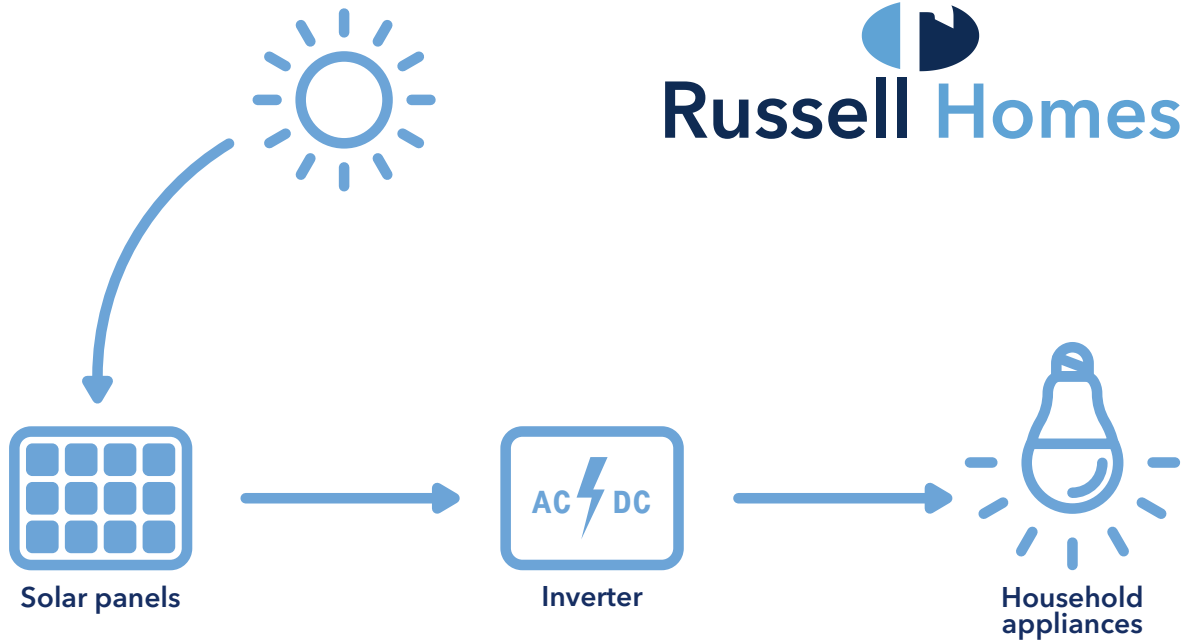 Russell Homes
AC DC
Solar panels
Inverter
Household
appliances